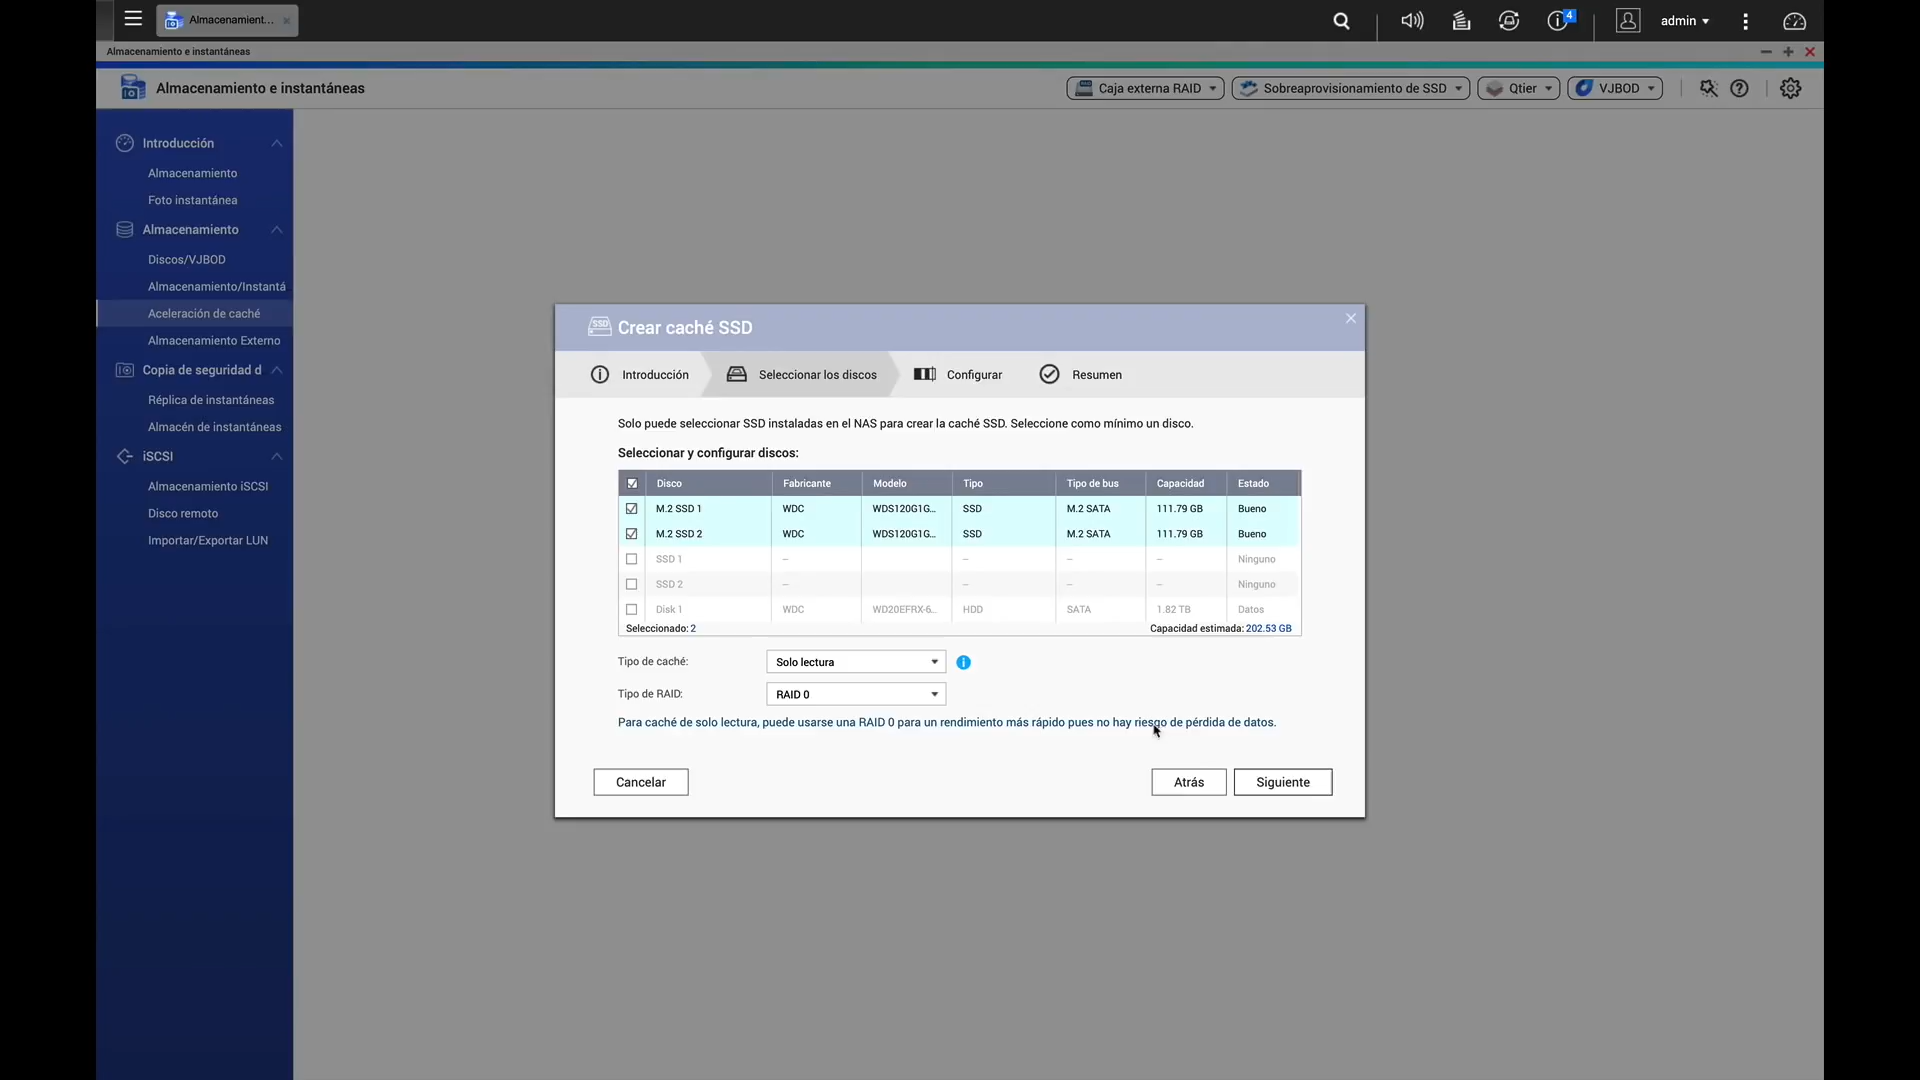 Almacenamient...
4
admin
Almacenamiento e instantáneas
Almacenamiento e instantáneas
Caja externa RAID
Sobreaprovisionamiento de SSD
Qtier
VJBOD
Introducción
Almacenamiento
Foto instantánea
Almacenamiento
Discos/VJBOD
Almacenamiento/Instantá
Aceleración de caché
Almacenamiento Externo
Copia de seguridad d
Réplica de instantáneas
Almacén de instantáneas
iSCSI
Almacenamiento iSCSI
Disco remoto
Importar/Exportar LUN
SSD Crear caché SSD
Introducción Seleccionar los discos Configurar Resumen
Solo puede seleccionar SSD instaladas en el NAS para crear la caché SSD. Seleccione como mínimo un disco.
Seleccionar y configurar discos:
Disco Fabricante Modelo Tipo Tipo de bus Capacidad Estado
M.2 SSD 1 WDC WDS120G1G... SSD M.2 SATA 111.79 GB Bueno
M.2 SSD 2 WDC WDS120G1G... SSD M.2 SATA 111.79 GB Bueno
SSD 1 -- -- -- -- Ninguno
SSD 2 -- -- -- -- Ninguno
Disk 1 WDC WD20EFRX-6... HDD SATA 1.82 TB Datos
Seleccionado: 2 Capacidad estimada: 202.53 GB
Tipo de caché: Solo lectura
Tipo de RAID: RAID 0
Para caché de solo lectura, puede usarse una RAID 0 para un rendimiento más rápido pues no hay riesgo de pérdida de datos.
Cancelar Atrás Siguiente